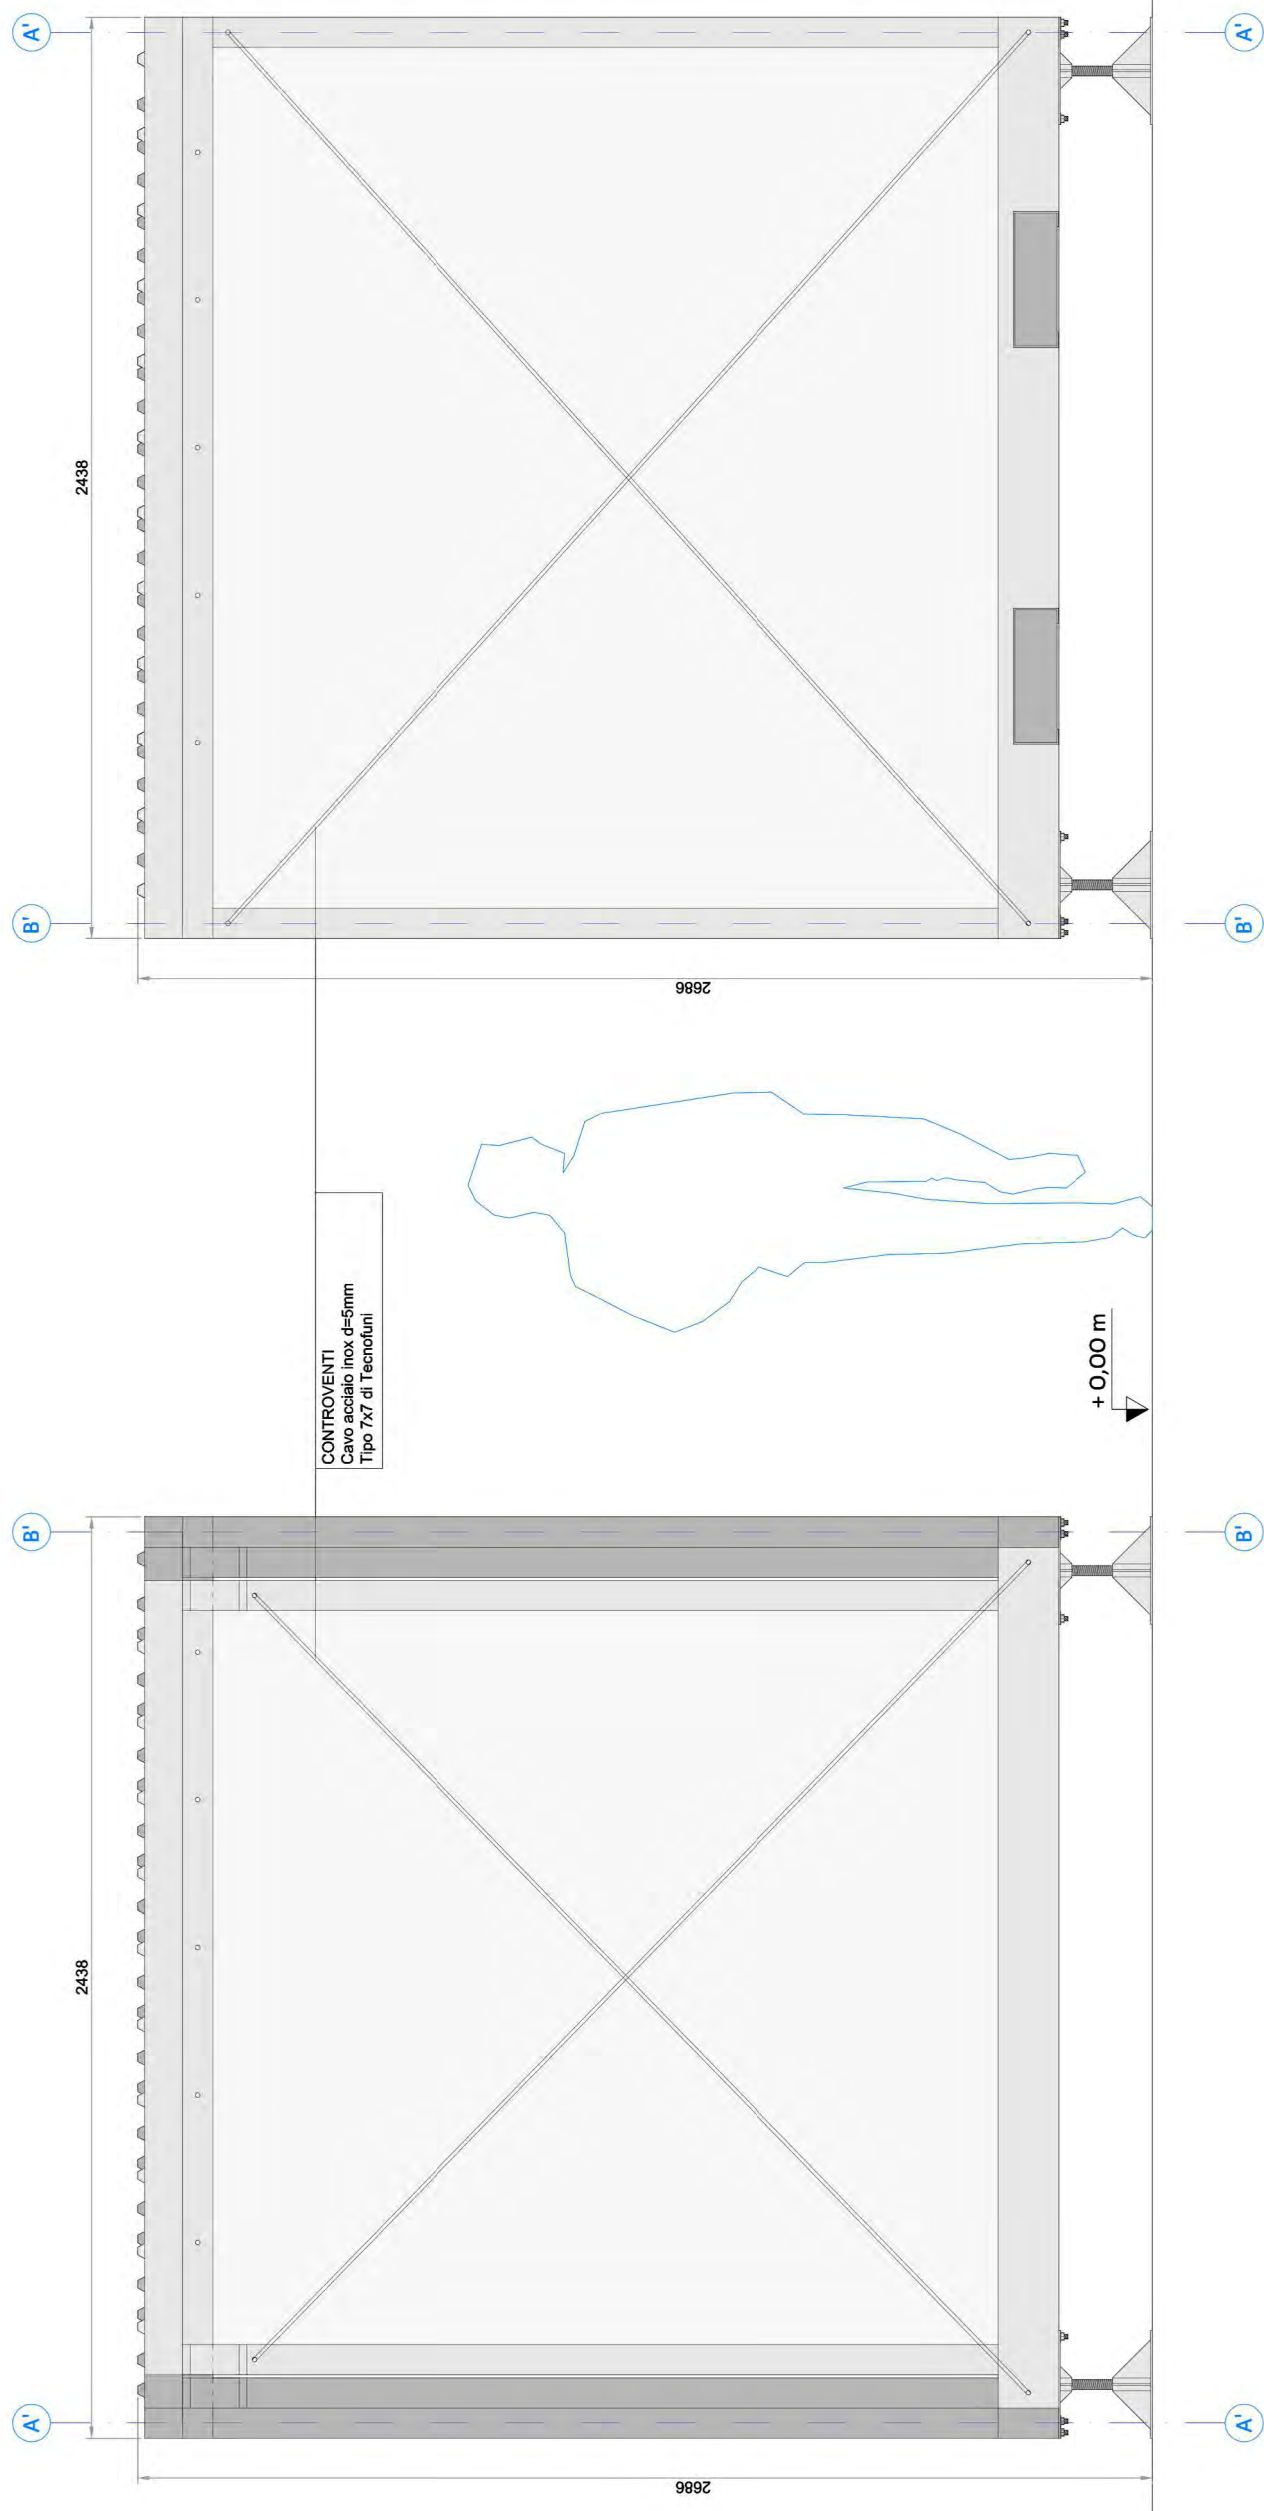 A' B' B' A'
2438 2438
CONTROVENTI
Cavo acciaio inox d=5mm
Tipo 7x7 di Tecnofuni
2686 2686
+ 0,00 m
A' B' B' A'